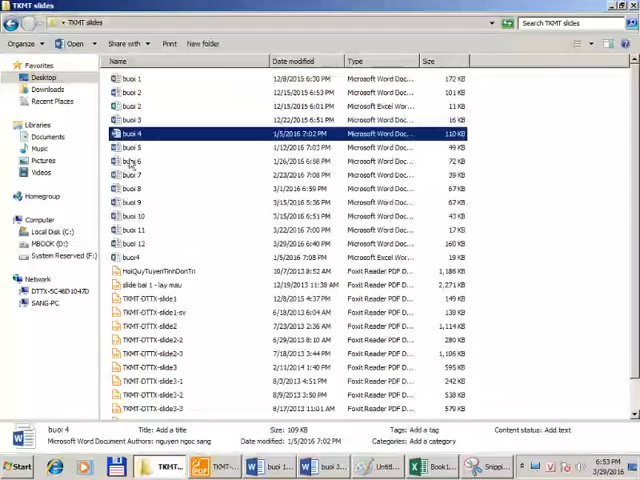 TKMT slides
TKMT slides
Search TKMT slides
Organize Open Share with Print New folder
Name Date modified Type Size
Favorites
Desktop
Downloads
Recent Places
Libraries
Documents
Music
Pictures
Videos
Homegroup
Computer
Local Disk (C:)
MBOOK (D:)
System Reserved (F:)
Network
DTTX-5C46D1047D
SANG-PC
buoi 1 12/8/2015 6:30 PM Microsoft Word Doc... 172 KB
buoi 2 12/15/2015 6:53 PM Microsoft Word Doc... 101 KB
buoi 2 12/15/2015 6:01 PM Microsoft Excel Wor... 11 KB
buoi 3 12/22/2015 6:51 PM Microsoft Word Doc... 16 KB
buoi 4 1/5/2016 7:02 PM Microsoft Word Doc... 110 KB
buoi 5 1/12/2016 7:03 PM Microsoft Word Doc... 49 KB
buoi 6 1/26/2016 6:58 PM Microsoft Word Doc... 72 KB
buoi 7 2/23/2016 7:08 PM Microsoft Word Doc... 39 KB
buoi 8 3/1/2016 6:59 PM Microsoft Word Doc... 67 KB
buoi 9 3/8/2016 6:55 PM Microsoft Word Doc... 67 KB
buoi 10 3/15/2016 6:51 PM Microsoft Word Doc... 43 KB
buoi 11 3/22/2016 7:00 PM Microsoft Word Doc... 17 KB
buoi 12 3/29/2016 6:40 PM Microsoft Word Doc... 160 KB
buoi4 1/5/2016 7:08 PM Microsoft Excel Wor... 19 KB
HoiQuyTuyenTinhDonTri 10/7/2013 8:52 AM Foxit Reader PDF D... 1,186 KB
slide bai 1 - lay mau 12/19/2015 11:38 AM Foxit Reader PDF D... 2,271 KB
TKMT-DTTX-slide1 12/8/2015 4:37 PM Foxit Reader PDF D... 149 KB
TKMT-DTTX-slide1-sv 6/18/2013 6:04 AM Foxit Reader PDF D... 138 KB
TKMT-DTTX-slide2 7/23/2013 2:36 AM Foxit Reader PDF D... 1,114 KB
TKMT-DTTX-slide2-2 6/29/2013 8:10 AM Foxit Reader PDF D... 280 KB
TKMT-DTTX-slide2-3 7/18/2013 3:44 PM Foxit Reader PDF D... 1,106 KB
TKMT-DTTX-slide3 2/11/2014 1:40 PM Foxit Reader PDF D... 595 KB
TKMT-DTTX-slide3-1 8/3/2013 4:51 PM Foxit Reader PDF D... 242 KB
TKMT-DTTX-slide3-2 8/3/2013 4:58 PM Foxit Reader PDF D... 438 KB
TKMT-DTTX-slide3-3 8/17/2013 11:01 AM Foxit Reader PDF D... 579 KB
buoi 4 Title: Add a title Size: 109 KB Tags: Add a tag Content status: Add text
Microsoft Word Document Authors: nguyen ngoc sang Date modified: 1/5/2016 7:02 PM Categories: Add a category
Start TKMT... TKMT-... buoi 1... buoi 3... Untitl... Book1... Snippi...
6:53 PM
3/29/2016